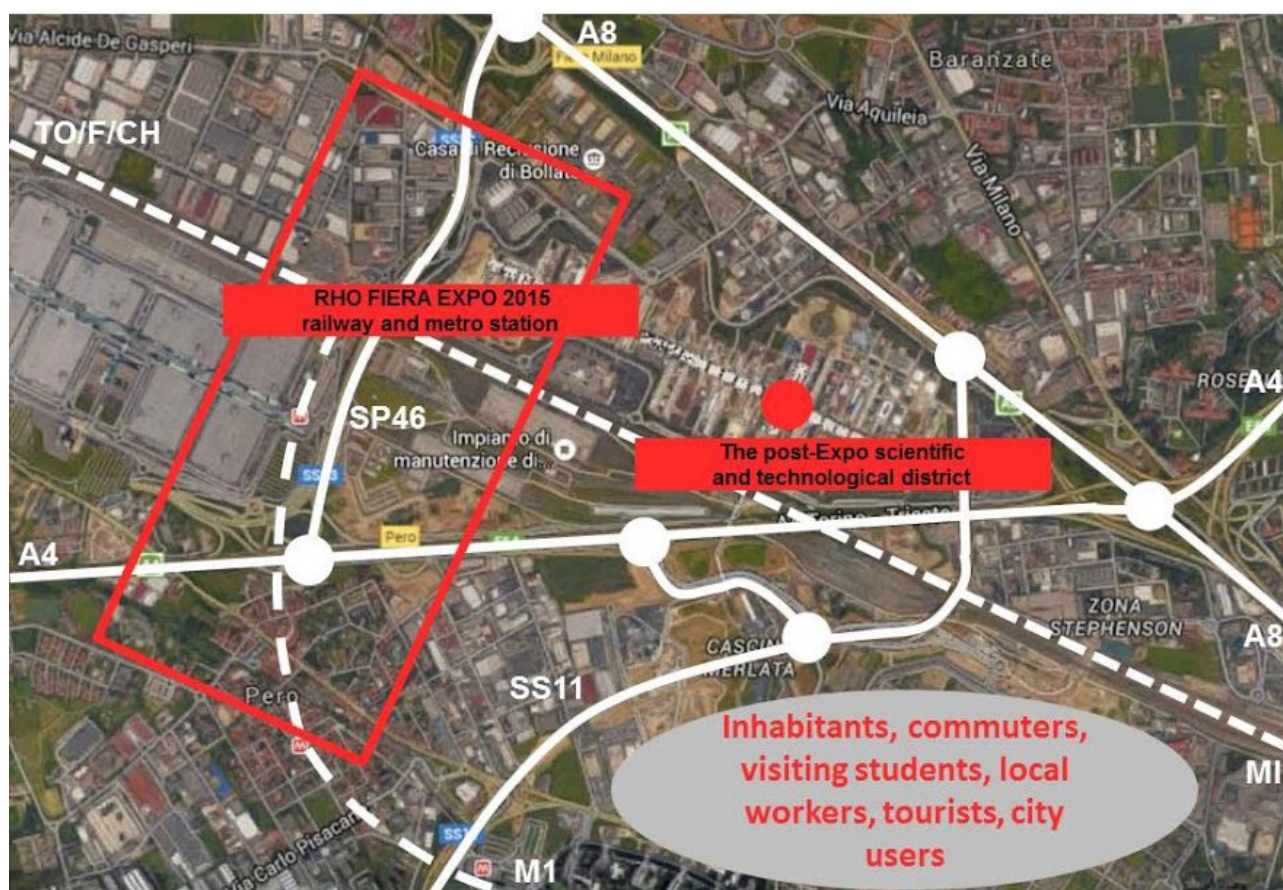 Via Alcide De Gasperi
A8
Fiera Milano
Baranzate
Via Aquileia
TO/F/CH
Casa di Reclusione
di Bollate
Via Milano
RHO FIERA EXPO 2015
railway and metro station
ROSE
A4
SP46
Impianto di
manutenzione di...
The post-Expo scientific
and technological district
A4
Pero
Torino - Trieste
ZONA
STEPHENSON
A8
CASCINA
MERLATA
Pero
SS11
Inhabitants, commuters,
visiting students, local
workers, tourists, city
users
MI
Via Carlo Pisacan
M1